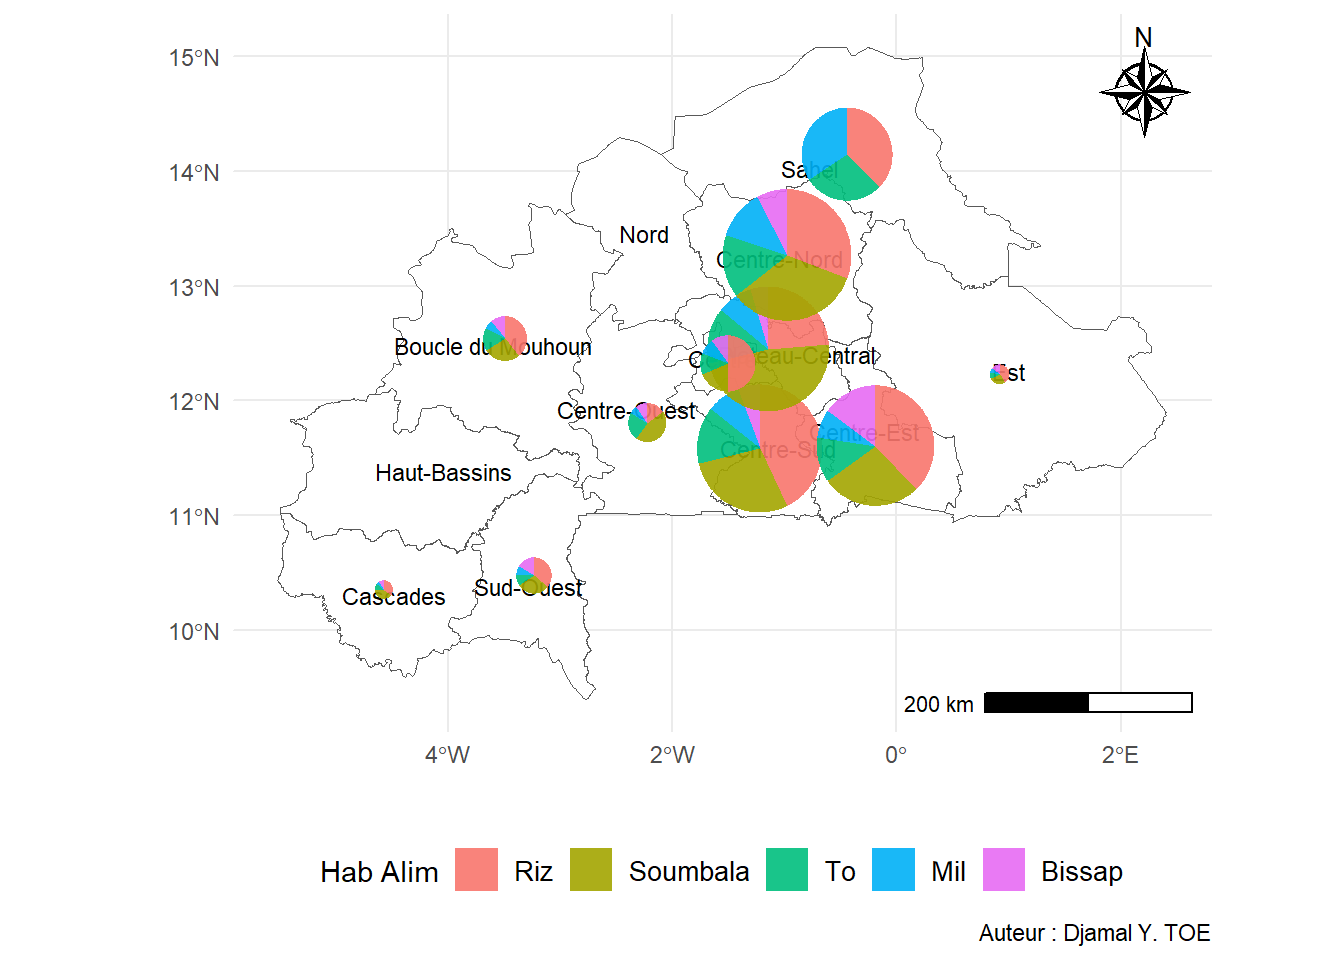 N
15°N
14°N
13°N
12°N
11°N
10°N
Sahel
Nord
Centre-Nord
Boucle du Mouhoun
eau-Central
Est
Centre-Ouest
Centre-Est
Centre-Sud
Haut-Bassins
Sud-Ouest
Cascades
200 km
4°W
2°W
0°
2°E
Hab Alim
Riz
Soumbala
To
Mil
Bissap
Auteur : Djamal Y. TOE